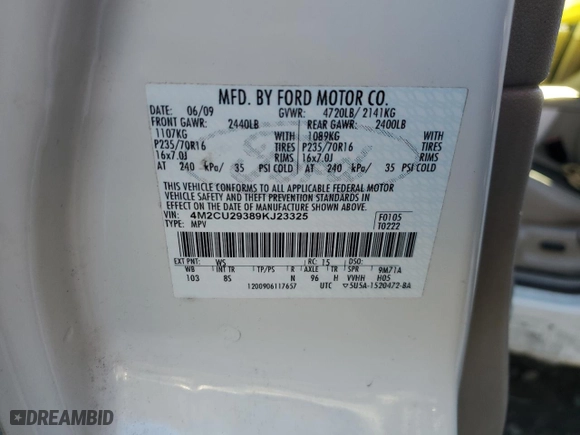 MFD. BY FORD MOTOR CO.
DATE: 06/09 GVWR: 4720LB/ 2141KG
FRONT GAWR: 2440LB REAR GAWR: 2400LB
1107KG WITH 1089KG WITH
P235/70R16 TIRES P235/70R16 TIRES
16x7.0J RIMS 16x7.0J RIMS
AT 240 kPa/ 35 PSI COLD AT 240 kPa/ 35 PSI COLD
THIS VEHICLE CONFORMS TO ALL APPLICABLE FEDERAL MOTOR
VEHICLE SAFETY AND THEFT PREVENTION STANDARDS IN
EFFECT ON THE DATE OF MANUFACTURE SHOWN ABOVE.
VIN: 4M2CU29389KJ23325 F0105
TYPE: MPV T0222
EXT PNT: WS RC: 15 DSO:
WB INT TR TP/PS R AXLE TR SPR 9M71A
103 8S N 96 H VVHH H05
1200906117657 UTC ▽5U5A-1520472-BA
DREAMBID